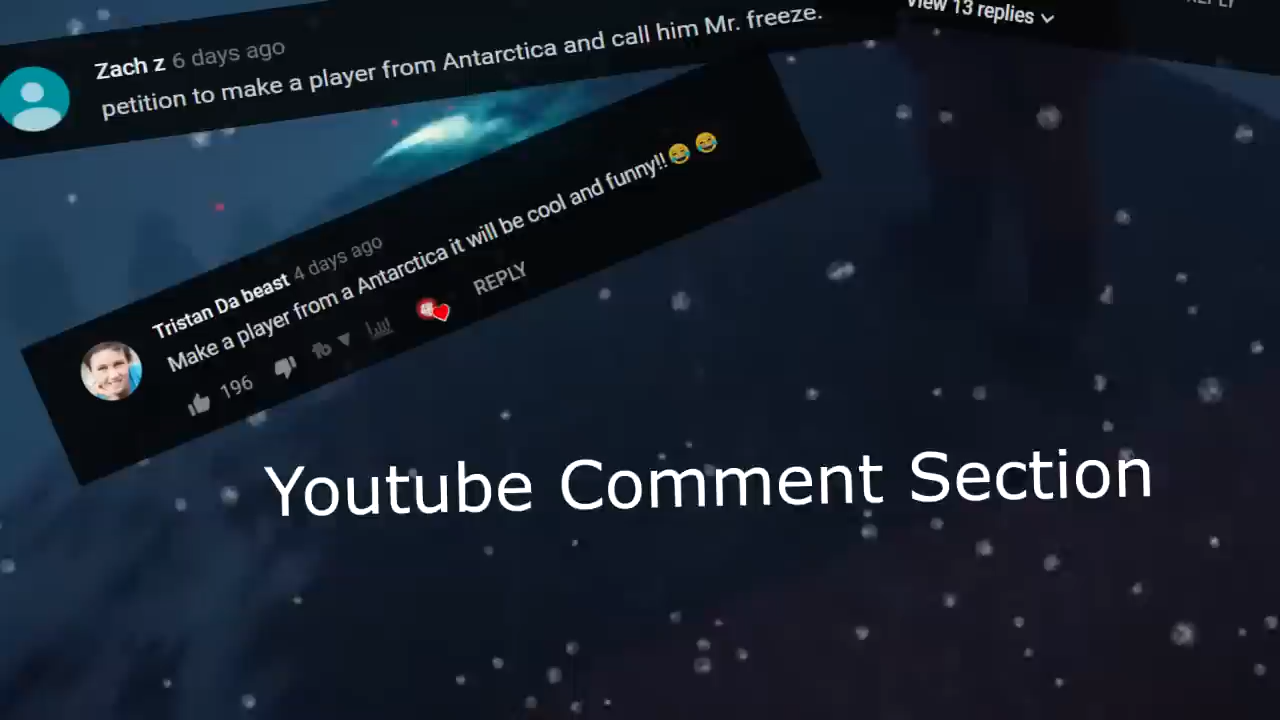 View 13 replies
Zach z 6 days ago
petition to make a player from Antarctica and call him Mr. freeze.
Tristan Da beast 4 days ago
Make a player from a Antarctica it will be cool and funny!!😂 😂
196
REPLY
Youtube Comment Section